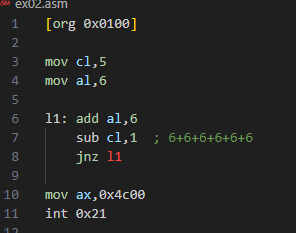 ASM ex02.asm
1 [org 0x0100]
2
3 mov cl,5
4 mov al,6
5
6 l1: add al,6
7 sub cl,1 ; 6+6+6+6+6+6
8 jnz l1
9
10 mov ax,0x4c00
11 int 0x21